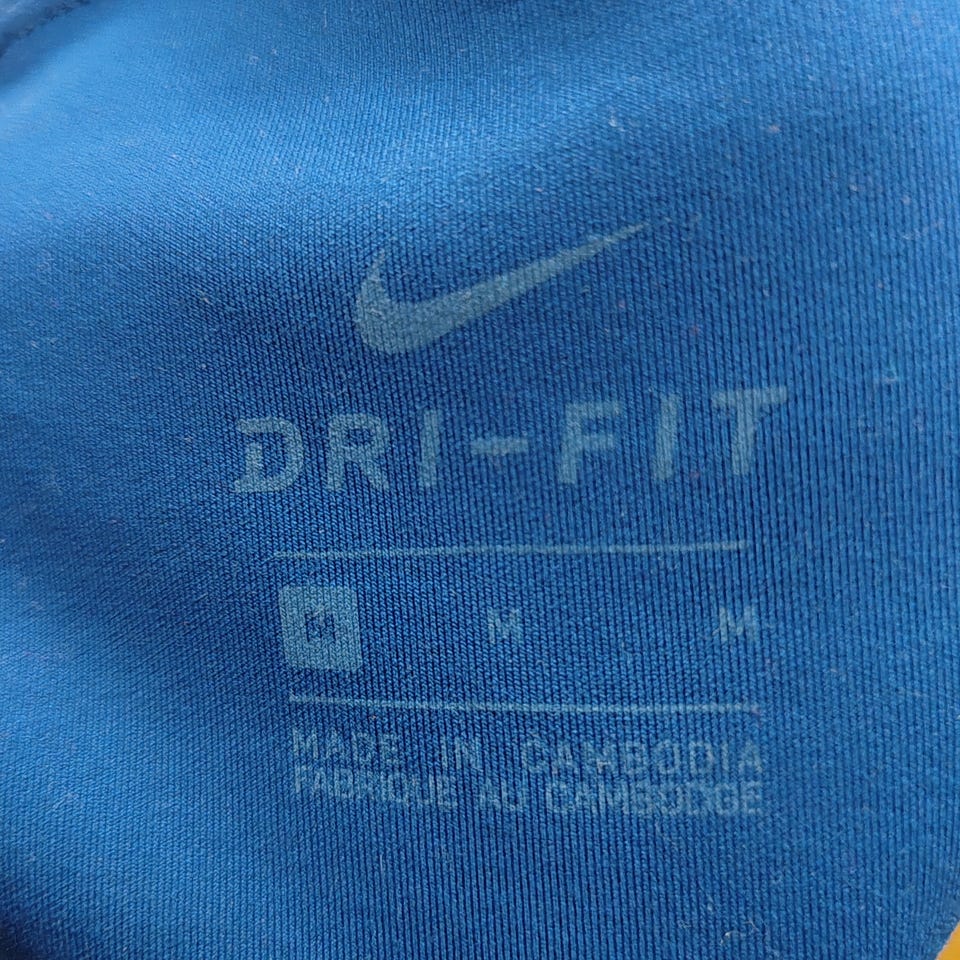 DRI-FIT
M M M
MADE IN CAMBODIA
FABRIQUE AU CAMBODGE